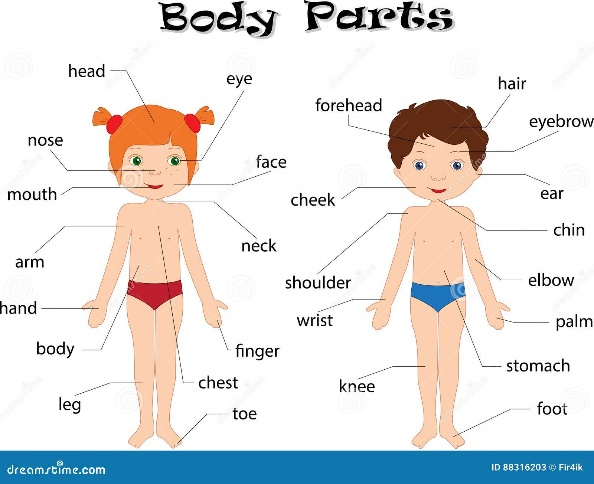 Body Parts
head
eye
nose
face
mouth
neck
arm
hand
body
finger
chest
leg
toe
hair
forehead
eyebrow
cheek
ear
chin
shoulder
elbow
wrist
palm
stomach
knee
foot
dreamstime.com
ID 88316203 © Fir4ik